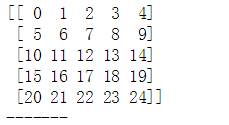 [[ 0  1  2  3  4]
 [ 5  6  7  8  9]
 [10 11 12 13 14]
 [15 16 17 18 19]
 [20 21 22 23 24]]
-------